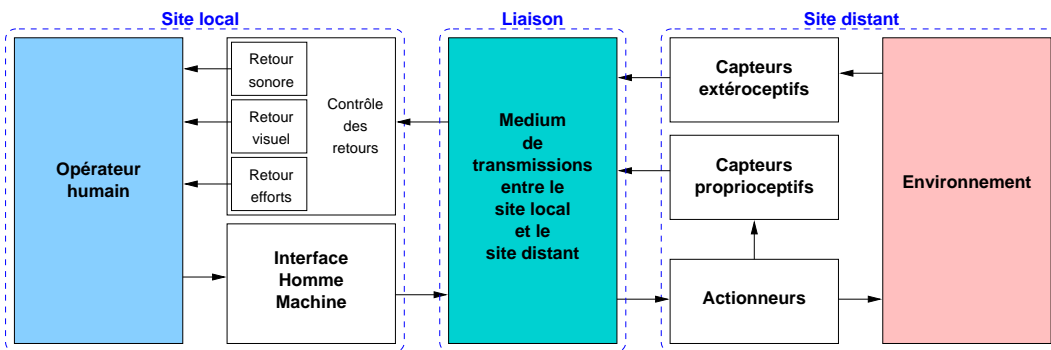 Site local
Liaison
Site distant
Opérateur
humain
Retour
sonore
Retour
visuel
Retour
efforts
Contrôle
des
retours
Interface
Homme
Machine
Medium
de
transmissions
entre le
site local
et le
site distant
Capteurs
extéroceptifs
Capteurs
proprioceptifs
Actionneurs
Environnement